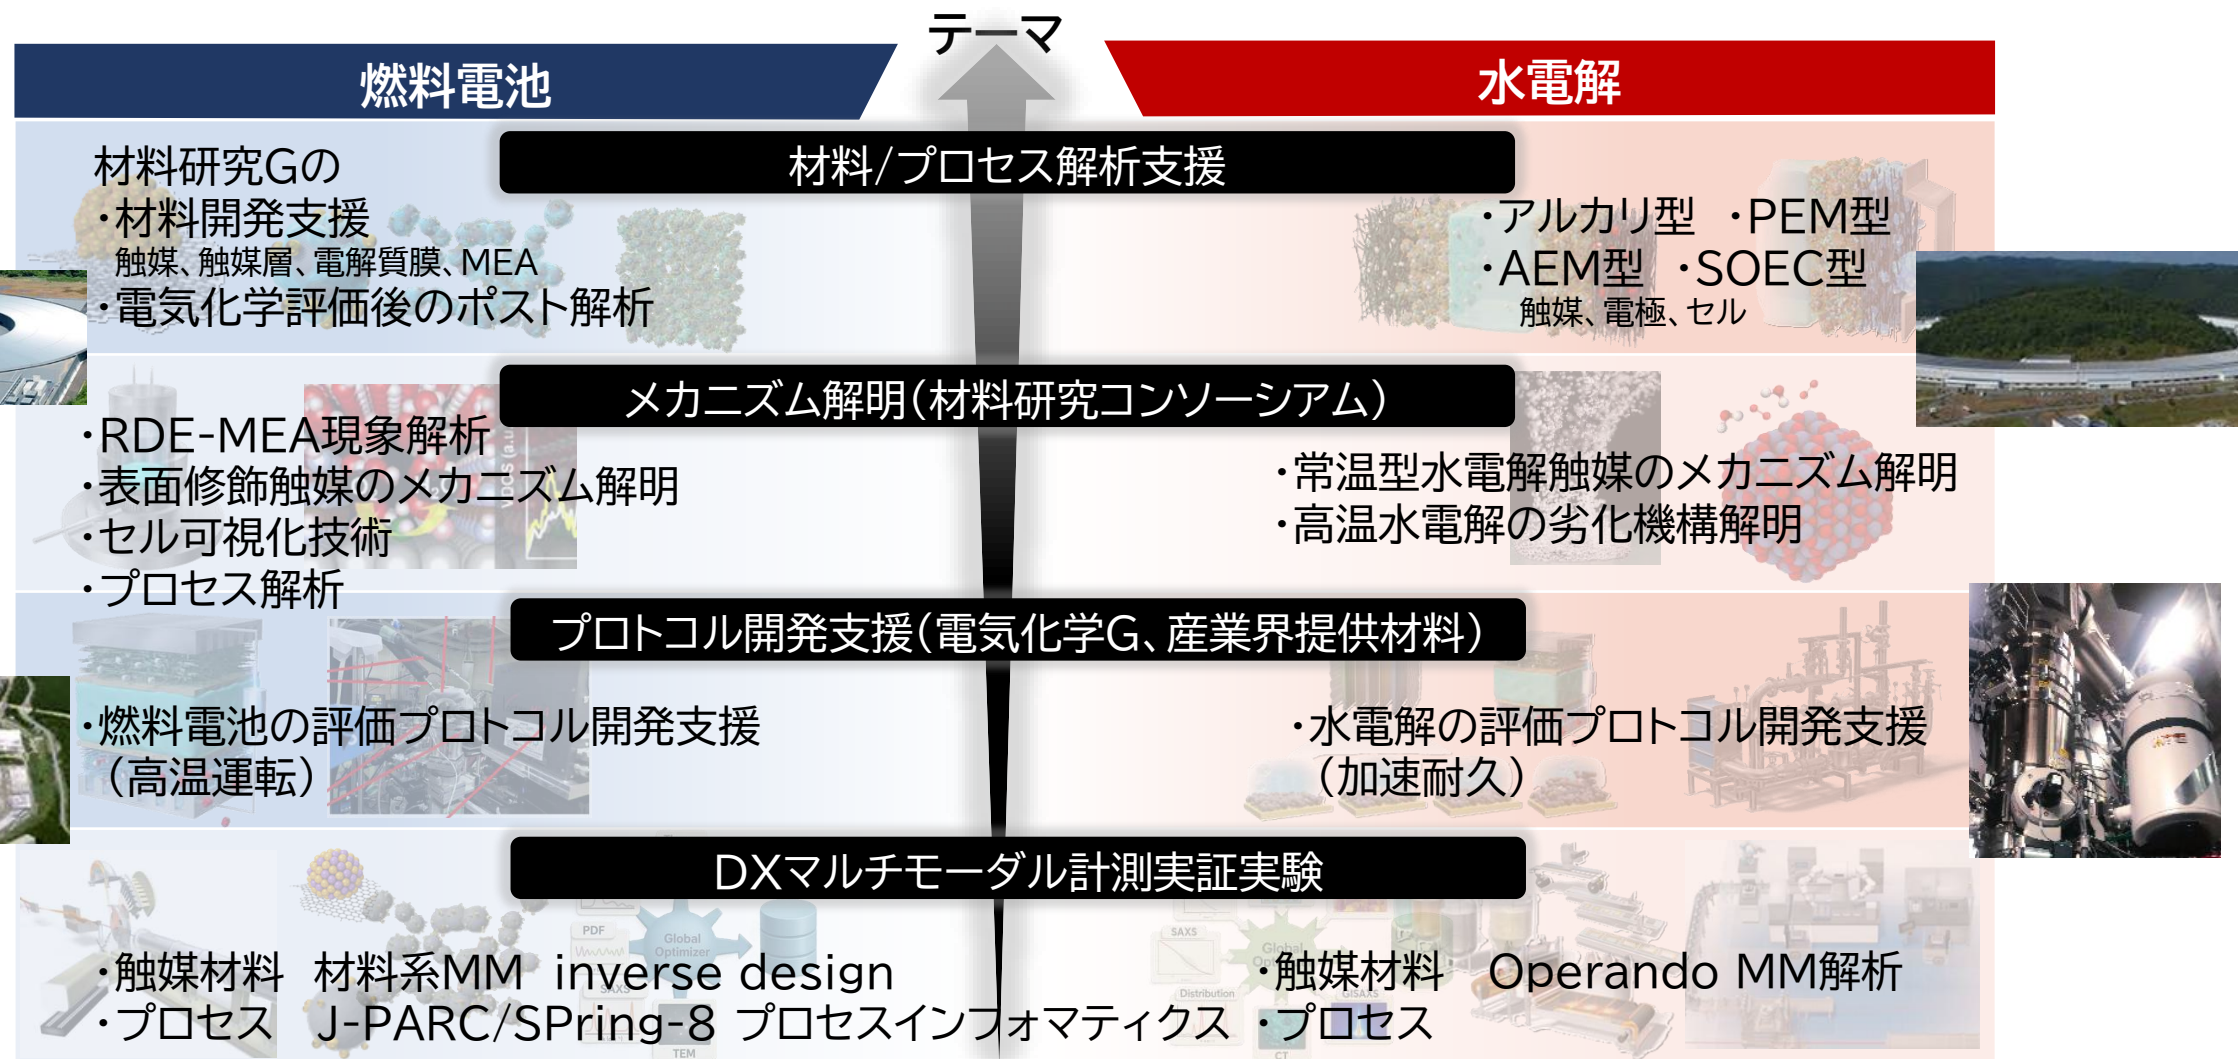 テーマ
燃料電池
水電解
材料/プロセス解析支援
材料研究Gの
・材料開発支援
触媒、触媒層、電解質膜、MEA
・電気化学評価後のポスト解析
・アルカリ型　・PEM型
・AEM型　・SOEC型
触媒、電極、セル
メカニズム解明(材料研究コンソーシアム)
・RDE-MEA現象解析
・表面修飾触媒のメカニズム解明
・セル可視化技術
・プロセス解析
・常温型水電解触媒のメカニズム解明
・高温水電解の劣化機構解明
プロトコル開発支援(電気化学G、産業界提供材料)
・燃料電池の評価プロトコル開発支援
(高温運転)
・水電解の評価プロトコル開発支援
(加速耐久)
DXマルチモーダル計測実証実験
PDF
Global
Optimizer
SAXS
TEM
・触媒材料　材料系MM　inverse design
・プロセス　J-PARC/SPring-8 プロセスインフォマティクス
SAXS
Global
Distribution
GISAXS
CT
・触媒材料　Operando MM解析
・プロセス